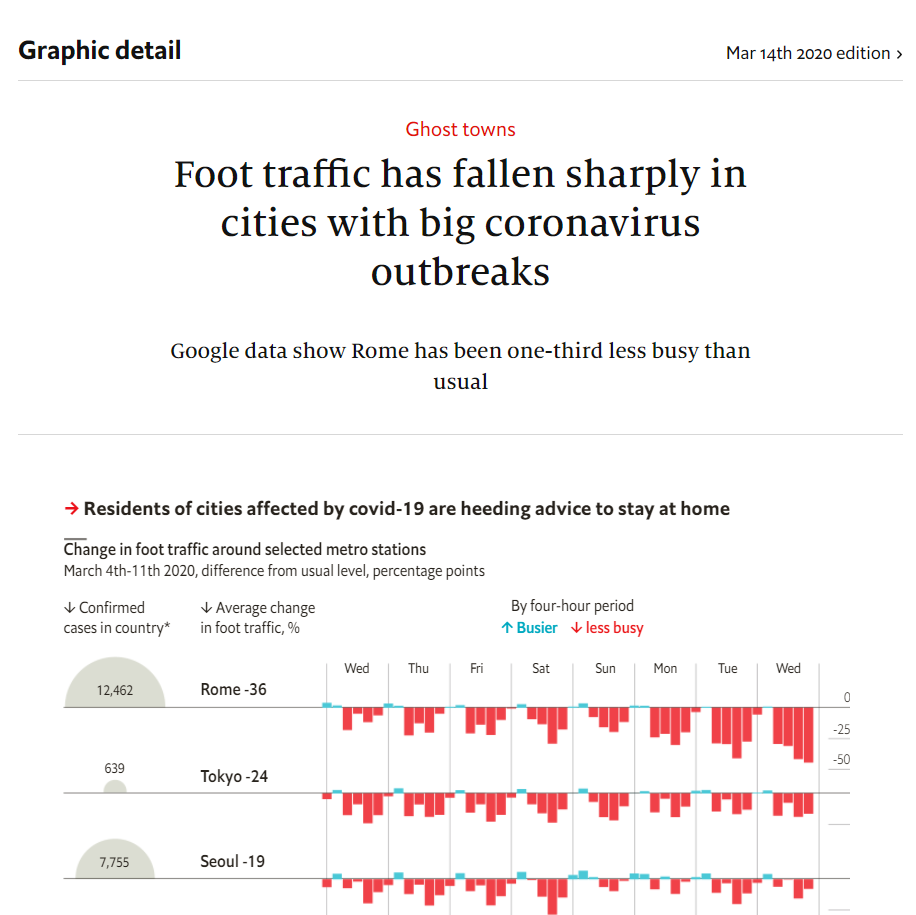 Graphic detail
Mar 14th 2020 edition ›
Ghost towns
Foot traffic has fallen sharply in
cities with big coronavirus
outbreaks
Google data show Rome has been one-third less busy than
usual
→ Residents of cities affected by covid-19 are heeding advice to stay at home
Change in foot traffic around selected metro stations
March 4th-11th 2020, difference from usual level, percentage points
↓ Confirmed
cases in country*
↓ Average change
in foot traffic, %
By four-hour period
↑ Busier ↓ less busy
Wed Thu Fri Sat Sun Mon Tue Wed
12,462
Rome -36
0
-25
-50
639
Tokyo -24
7,755
Seoul -19